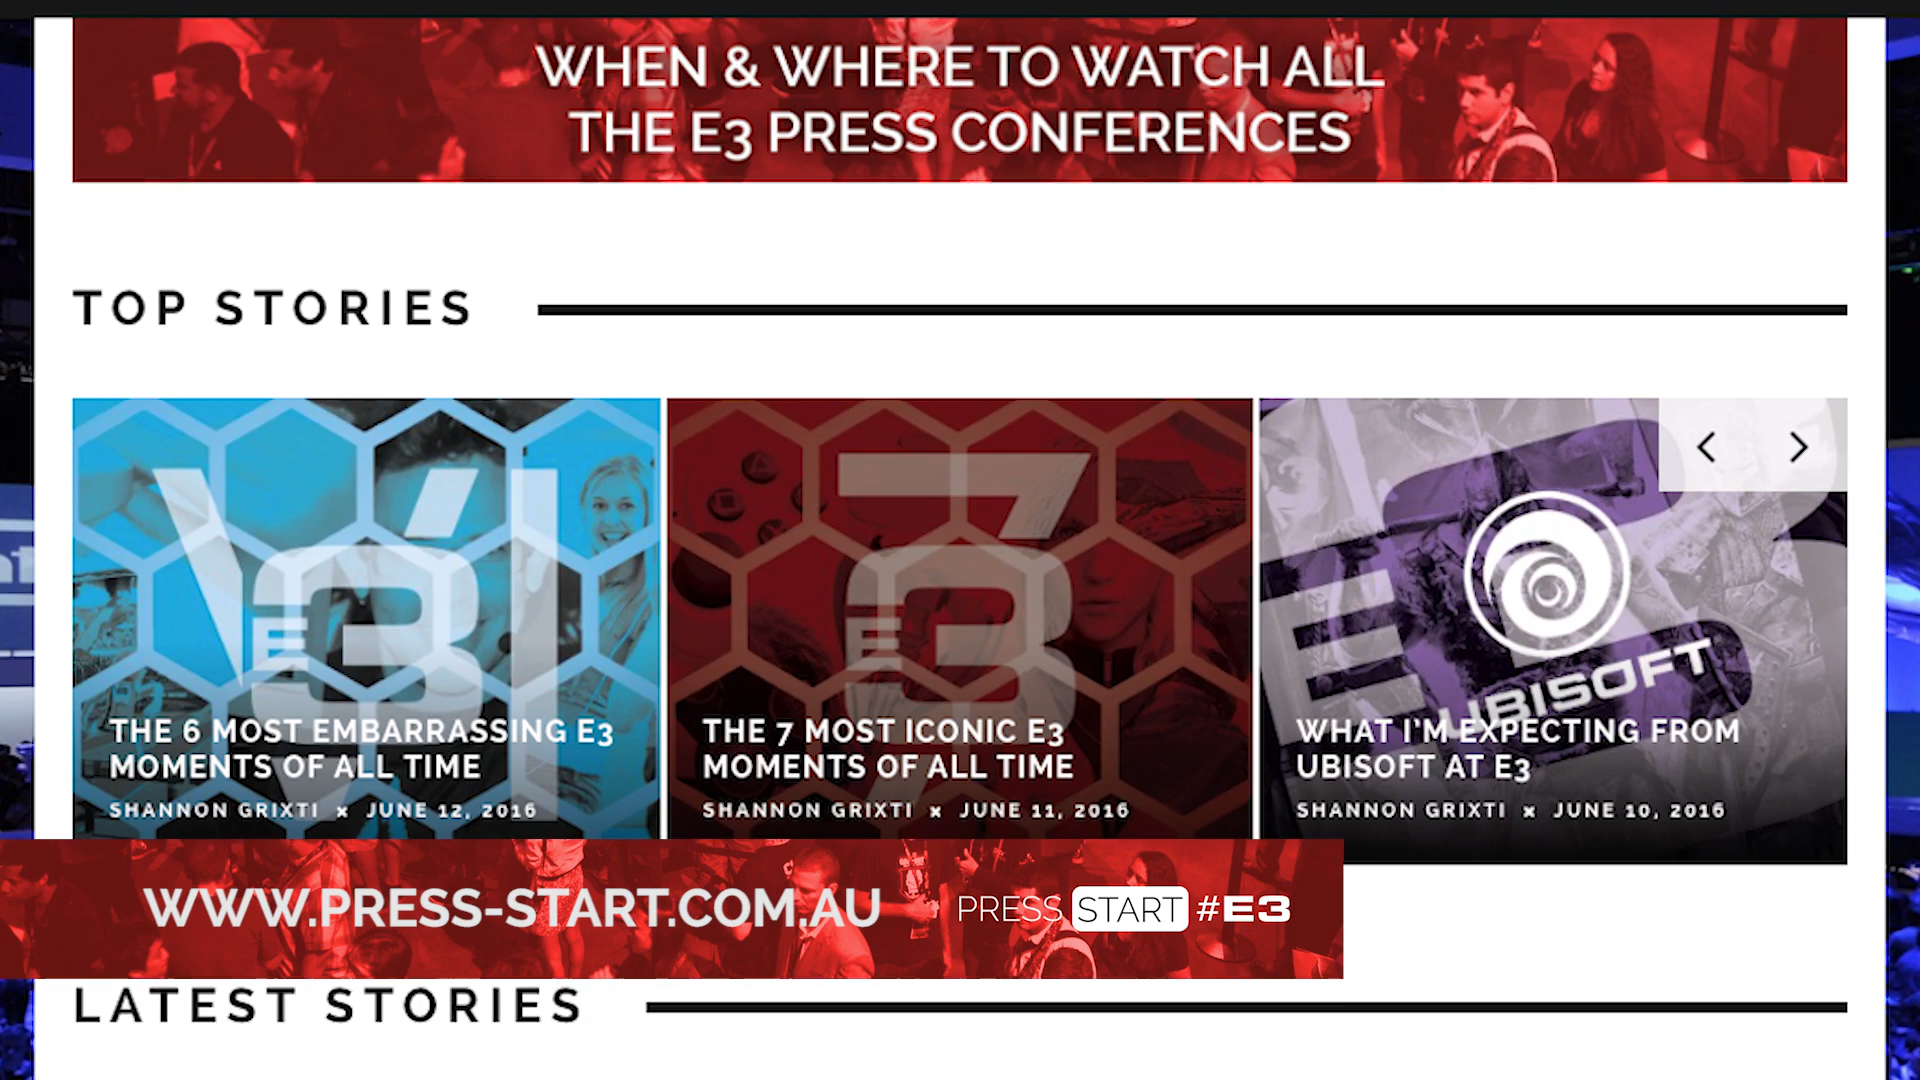 WHEN & WHERE TO WATCH ALL
THE E3 PRESS CONFERENCES
TOP STORIES
E3
E3
UBISOFT
THE 6 MOST EMBARRASSING E3
MOMENTS OF ALL TIME
SHANNON GRIXTI × JUNE 12, 2016
THE 7 MOST ICONIC E3
MOMENTS OF ALL TIME
SHANNON GRIXTI × JUNE 11, 2016
WHAT I'M EXPECTING FROM
UBISOFT AT E3
SHANNON GRIXTI × JUNE 10, 2016
WWW.PRESS-START.COM.AU
PRESS START #E3
LATEST STORIES